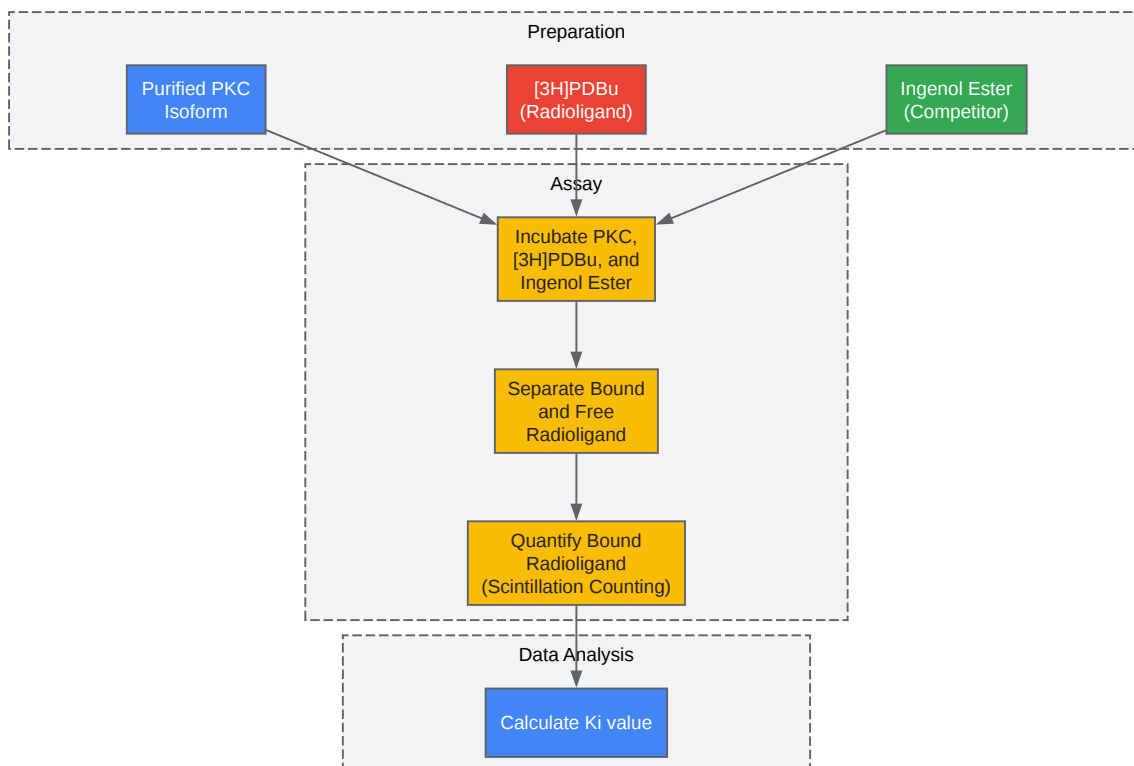 Preparation
Purified PKC
Isoform
[3H]PDBu
(Radioligand)
Ingenol Ester
(Competitor)
Assay
Incubate PKC,
[3H]PDBu, and
Ingenol Ester
Separate Bound
and Free
Radioligand
Quantify Bound
Radioligand
(Scintillation Counting)
Data Analysis
Calculate Ki value